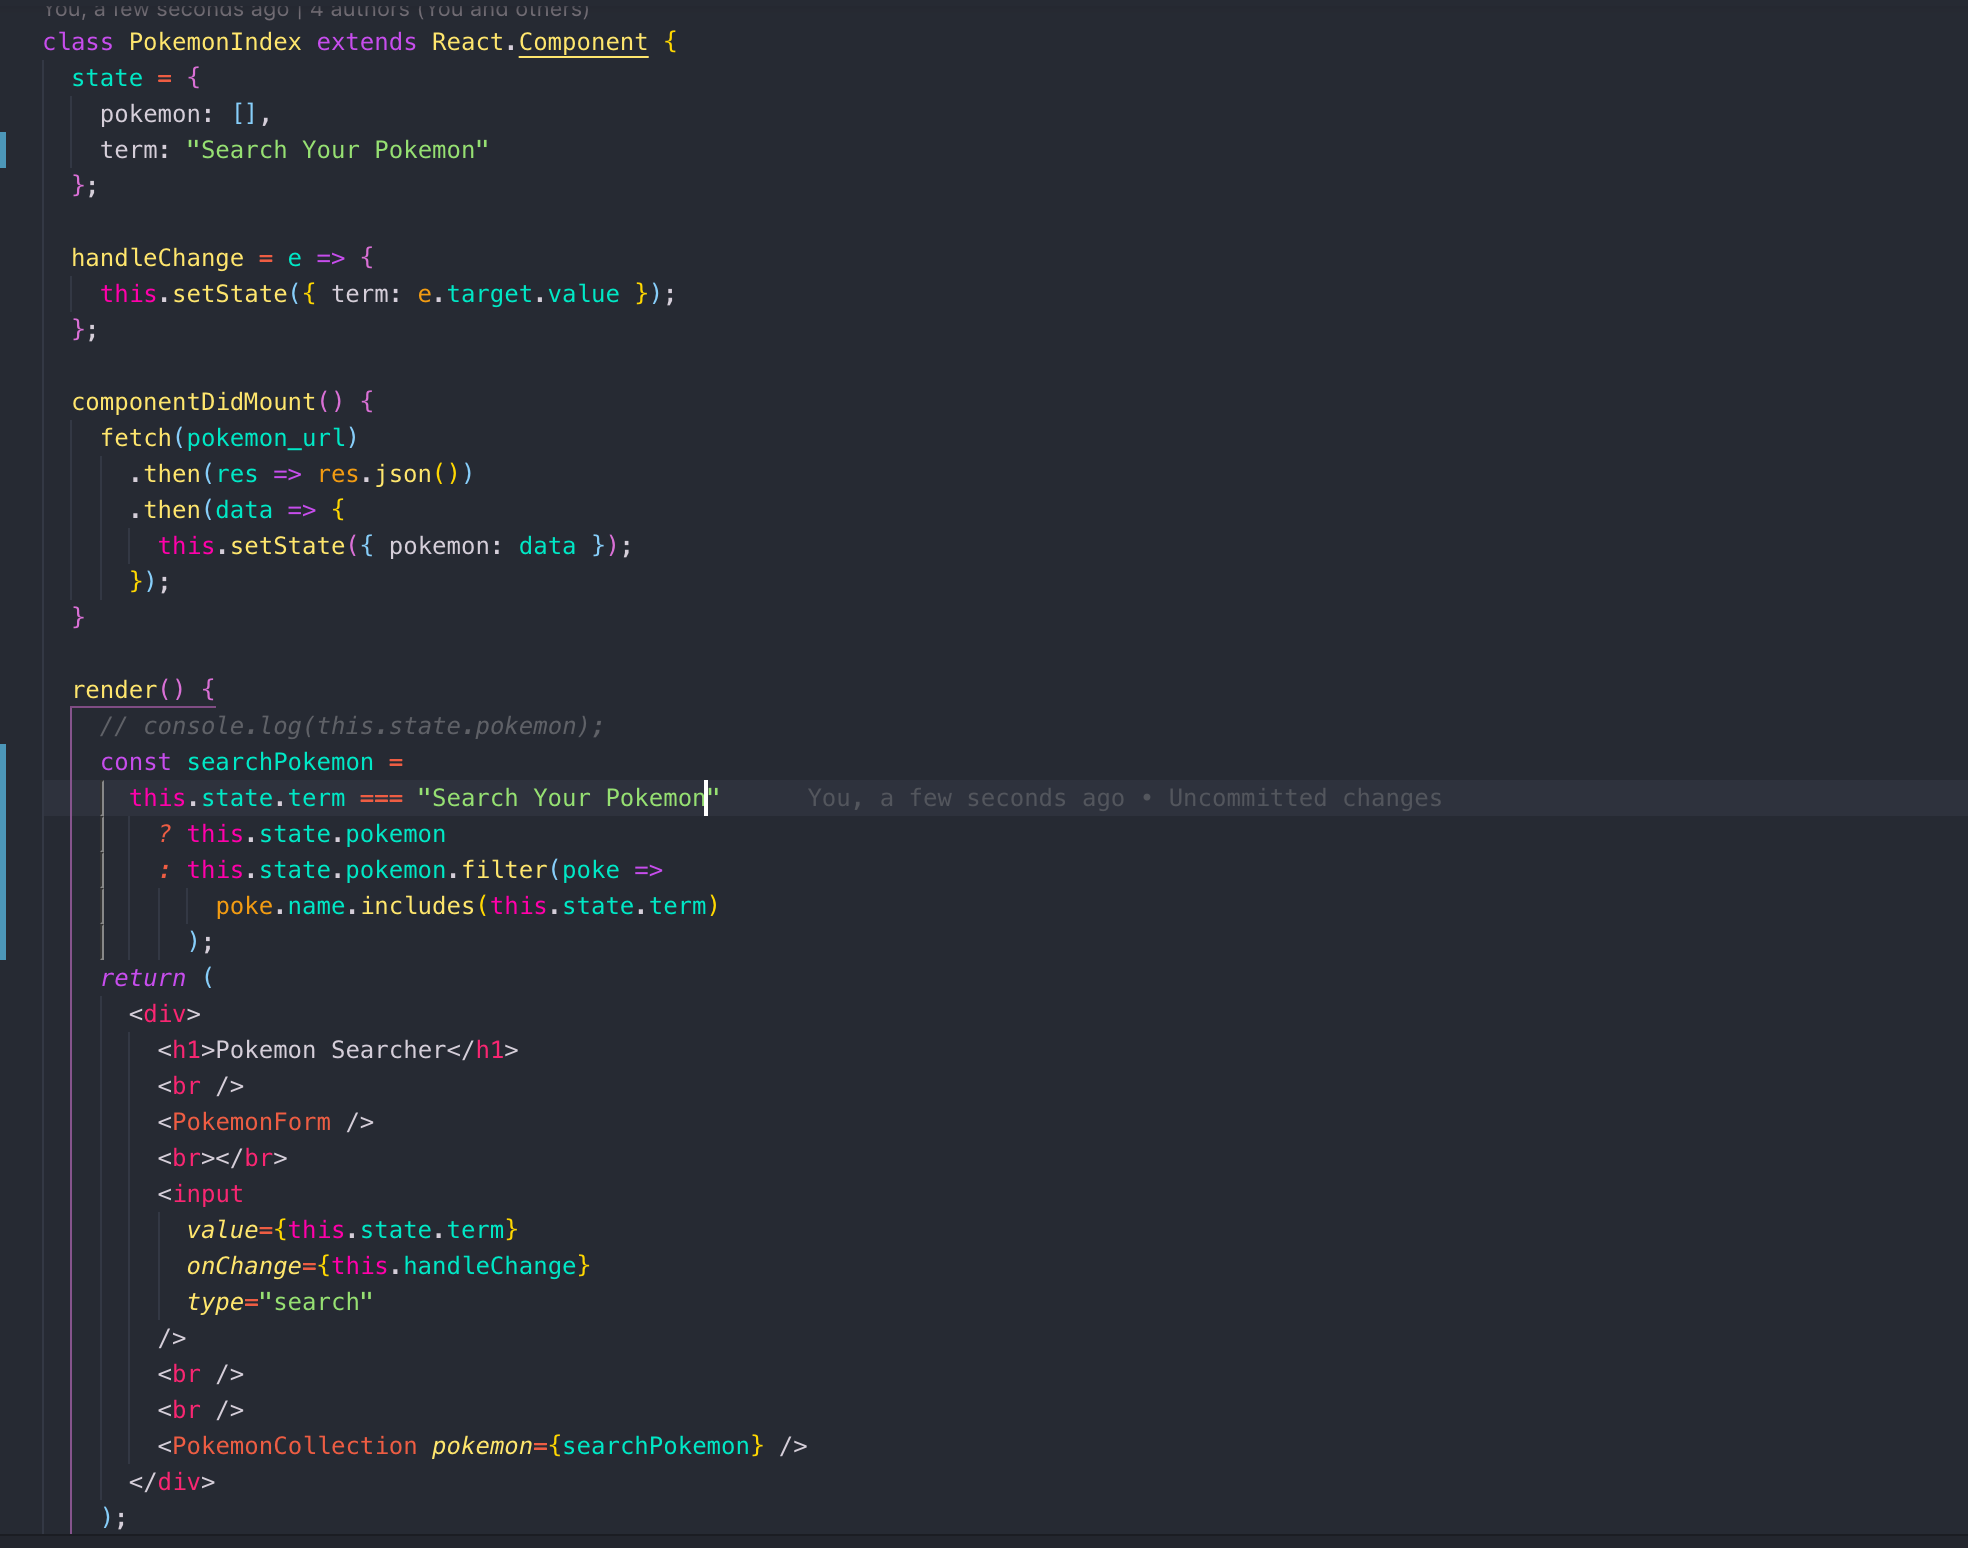 You, a few seconds ago | 4 authors (You and others)
class PokemonIndex extends React.Component {
  state = {
    pokemon: [],
    term: "Search Your Pokemon"
  };

  handleChange = e => {
    this.setState({ term: e.target.value });
  };

  componentDidMount() {
    fetch(pokemon_url)
      .then(res => res.json())
      .then(data => {
        this.setState({ pokemon: data });
      });
  }

  render() {
    // console.log(this.state.pokemon);
    const searchPokemon =
      this.state.term === "Search Your Pokemon" You, a few seconds ago • Uncommitted changes
        ? this.state.pokemon
        : this.state.pokemon.filter(poke =>
            poke.name.includes(this.state.term)
          );
    return (
      <div>
        <h1>Pokemon Searcher</h1>
        <br />
        <PokemonForm />
        <br></br>
        <input
          value={this.state.term}
          onChange={this.handleChange}
          type="search"
        />
        <br />
        <br />
        <PokemonCollection pokemon={searchPokemon} />
      </div>
    );